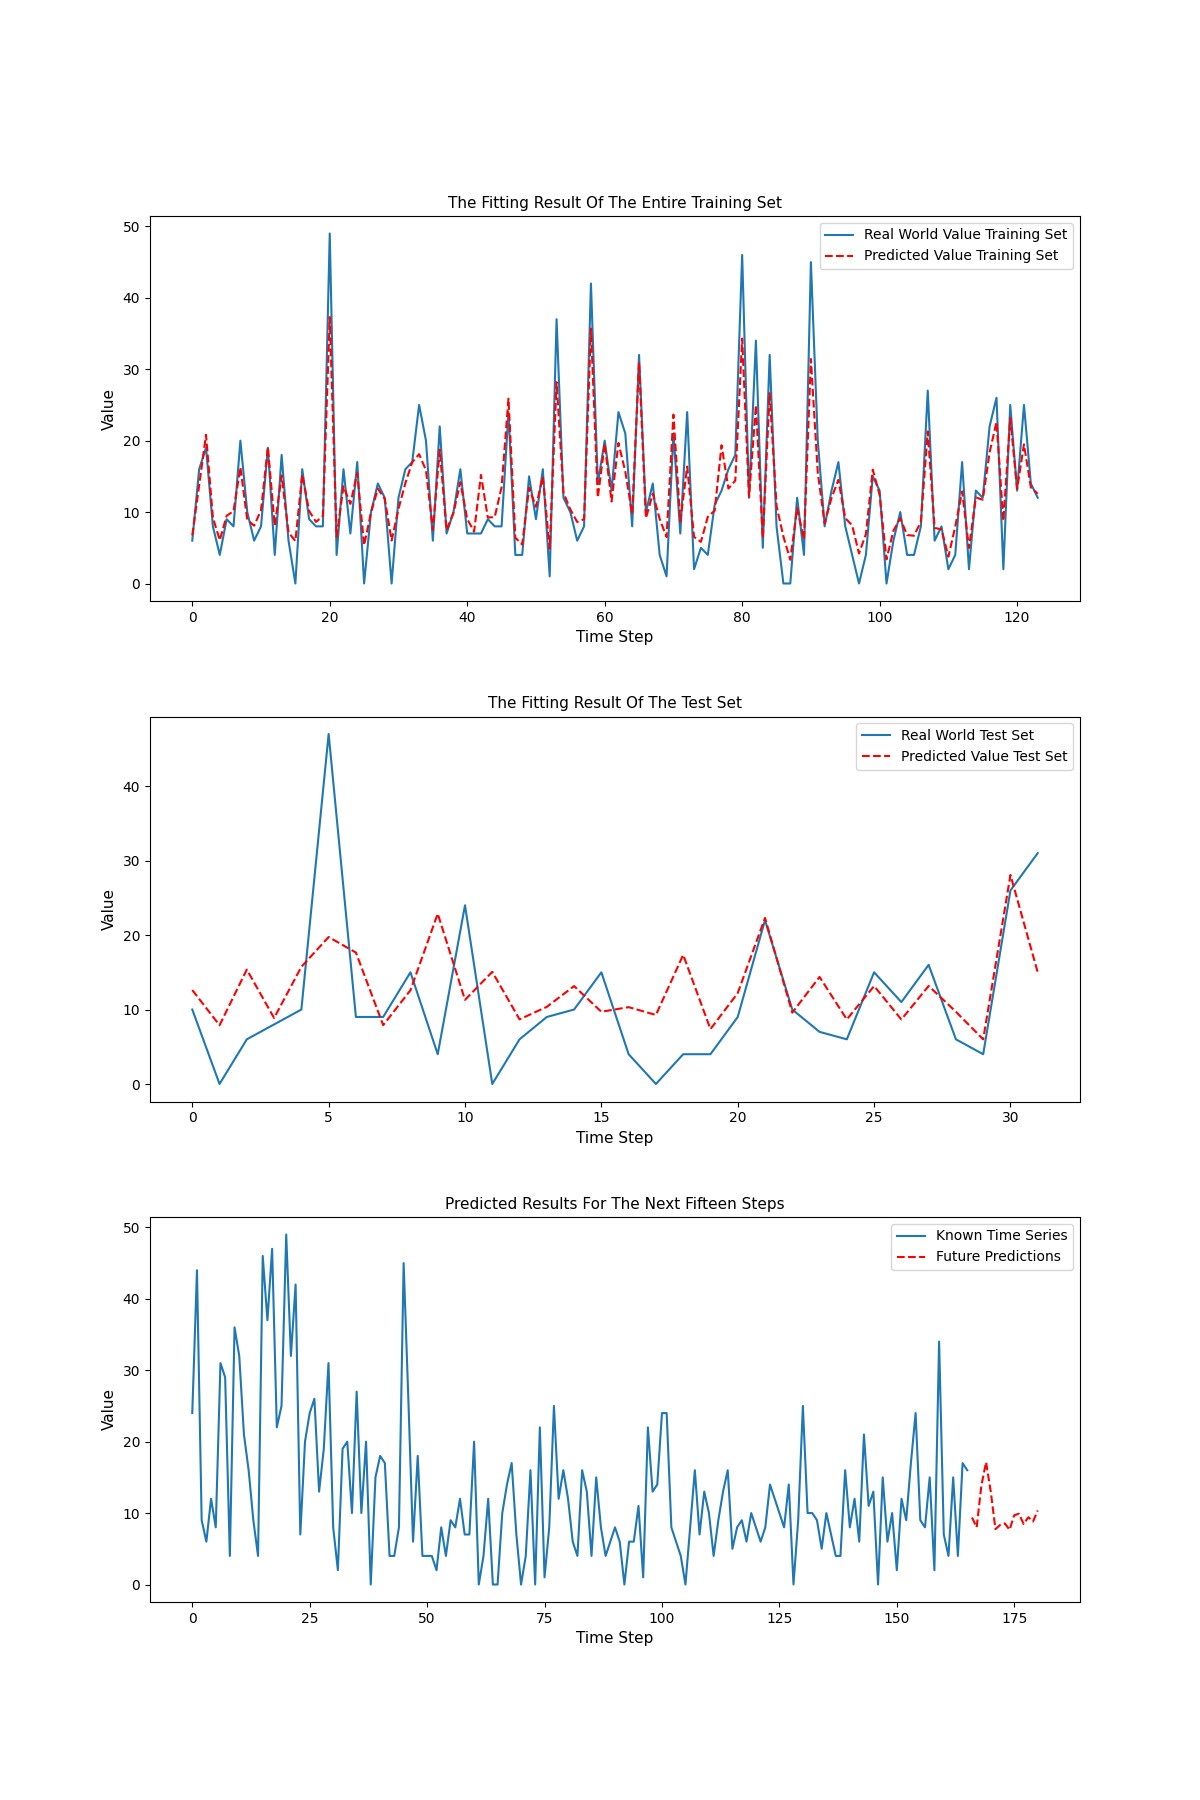 The Fitting Result Of The Entire Training Set
50
40
30
20
10
0
Value
Real World Value Training Set
Predicted Value Training Set
0 20 40 60 80 100 120
Time Step
The Fitting Result Of The Test Set
40
30
20
10
0
Value
Real World Test Set
Predicted Value Test Set
0 5 10 15 20 25 30
Time Step
Predicted Results For The Next Fifteen Steps
50
40
30
20
10
0
Value
Known Time Series
Future Predictions
0 25 50 75 100 125 150 175
Time Step